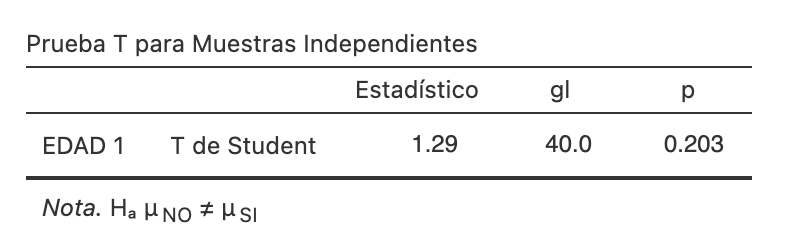 Prueba T para Muestras Independientes
Estadístico gl p
EDAD 1 T de Student 1.29 40.0 0.203
Nota. Hₐ μ NO ≠ μ SI